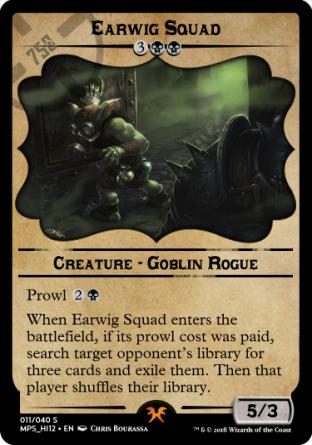 758
Earwig Squad
3
Creature - Goblin Rogue
Prowl 2
When Earwig Squad enters the
battlefield, if its prowl cost was paid,
search target opponent's library for
three cards and exile them. Then that
player shuffles their library.
5/3
011/040 S
MPS_HI12 • EN Chris Bourassa
™ & © 2018 Wizards of the Coast